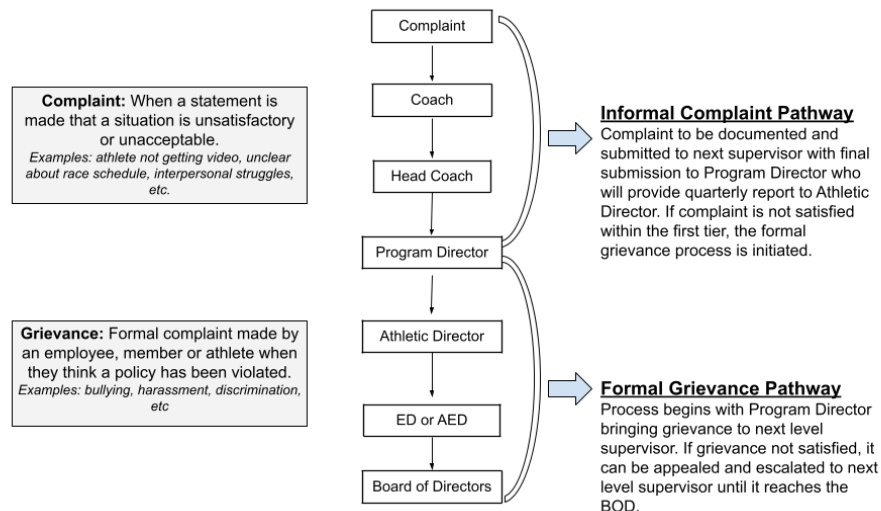 Complaint
Coach
Head Coach
Program Director
Athletic Director
ED or AED
Board of Directors
Complaint: When a statement is
made that a situation is unsatisfactory
or unacceptable.
Examples: athlete not getting video, unclear
about race schedule, interpersonal struggles,
etc.
Informal Complaint Pathway
Complaint to be documented and
submitted to next supervisor with final
submission to Program Director who
will provide quarterly report to Athletic
Director. If complaint is not satisfied
within the first tier, the formal
grievance process is initiated.
Grievance: Formal complaint made by
an employee, member or athlete when
they think a policy has been violated.
Examples: bullying, harassment, discrimination,
etc
Formal Grievance Pathway
Process begins with Program Director
bringing grievance to next level
supervisor. If grievance not satisfied, it
can be appealed and escalated to next
level supervisor until it reaches the
BOD.